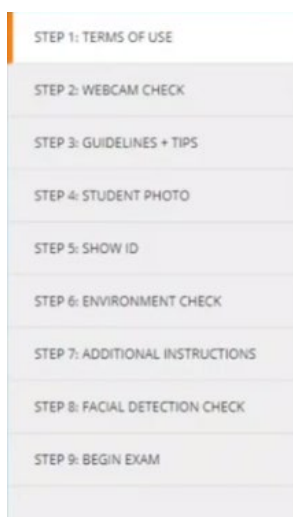 STEP 1: TERMS OF USE
STEP 2: WEBCAM CHECK
STEP 3: GUIDELINES + TIPS
STEP 4: STUDENT PHOTO
STEP 5: SHOW ID
STEP 6: ENVIRONMENT CHECK
STEP 7: ADDITIONAL INSTRUCTIONS
STEP 8: FACIAL DETECTION CHECK
STEP 9: BEGIN EXAM